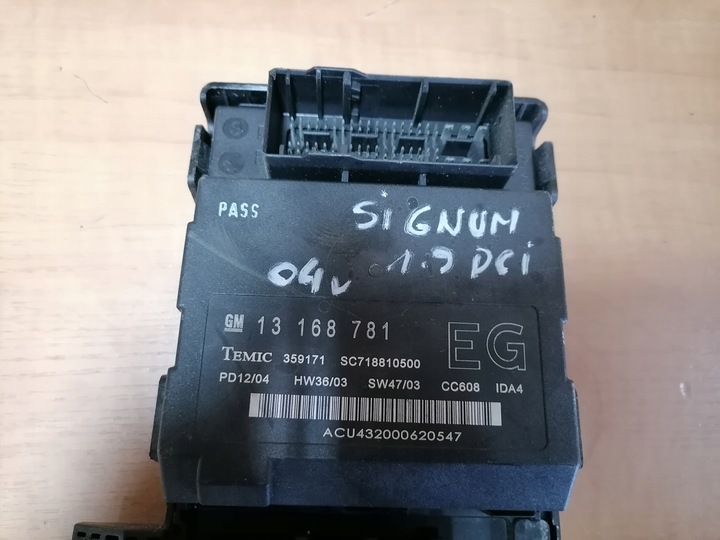 PASS
SiGNUM
04v 1.9 DCi
GM 13 168 781 EG
TEMIC 359171 SC718810500
PD12/04 HW36/03 SW47/03 CC608 IDA4
ACU432000620547